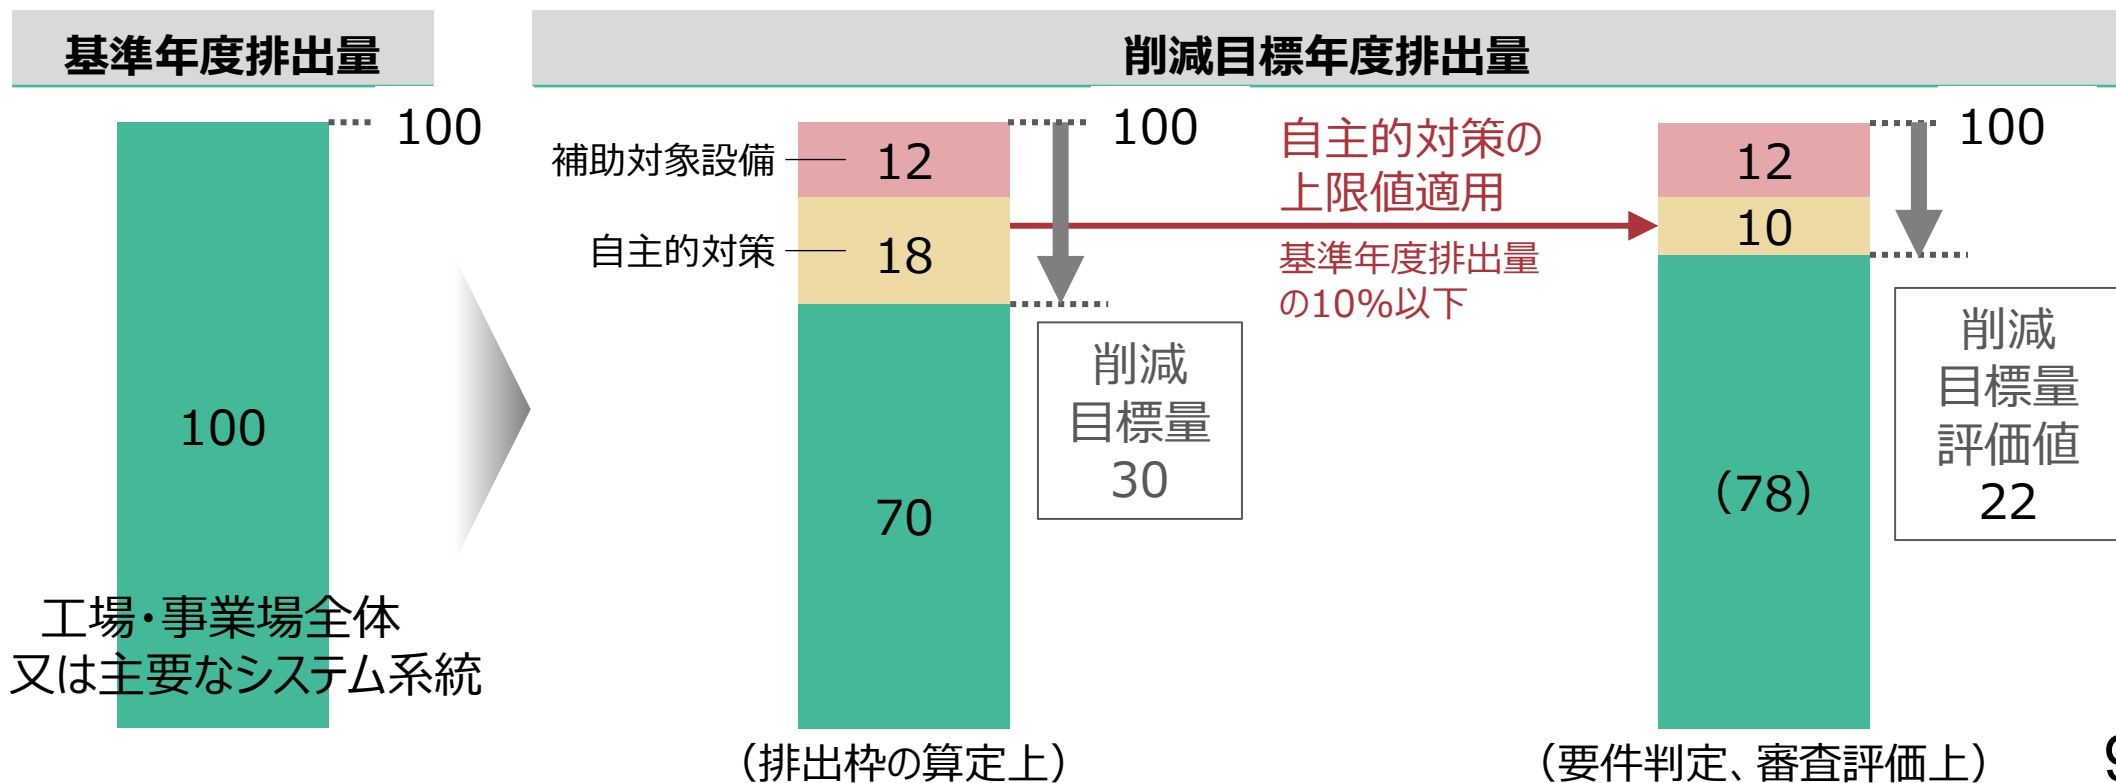 基準年度排出量
100
100
工場・事業場全体
又は主要なシステム系統
削減目標年度排出量
補助対象設備
自主的対策
12
18
70
100
削減
目標量
30
（排出枠の算定上）
自主的対策の
上限値適用
基準年度排出量
の10%以下
12
10
（78）
100
削減
目標量
評価値
22
（要件判定、審査評価上）